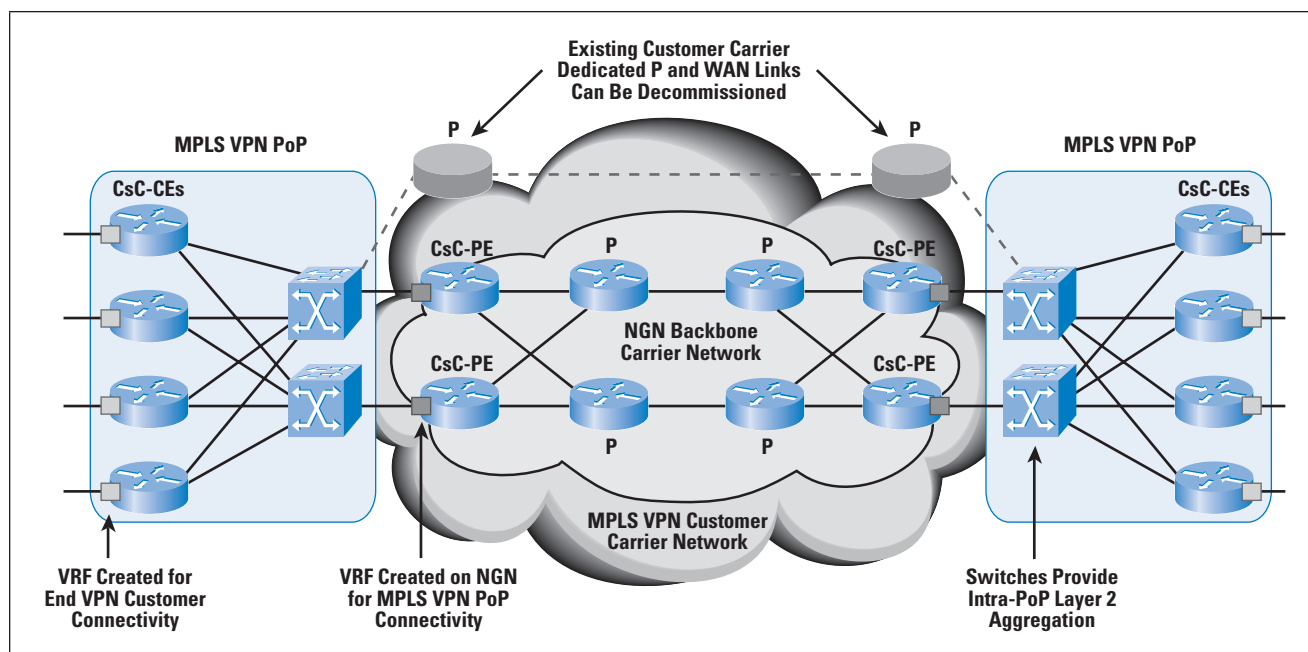 Existing Customer Carrier
Dedicated P and WAN Links
Can Be Decommissioned
MPLS VPN PoP
P
P
MPLS VPN PoP
CsC-CEs
CsC-CEs
CsC-PE
P
P
CsC-PE
NGN Backbone
Carrier Network
CsC-PE
CsC-PE
P
P
MPLS VPN Customer
Carrier Network
VRF Created for
End VPN Customer
Connectivity
VRF Created on NGN
for MPLS VPN PoP
Connectivity
Switches Provide
Intra-PoP Layer 2
Aggregation